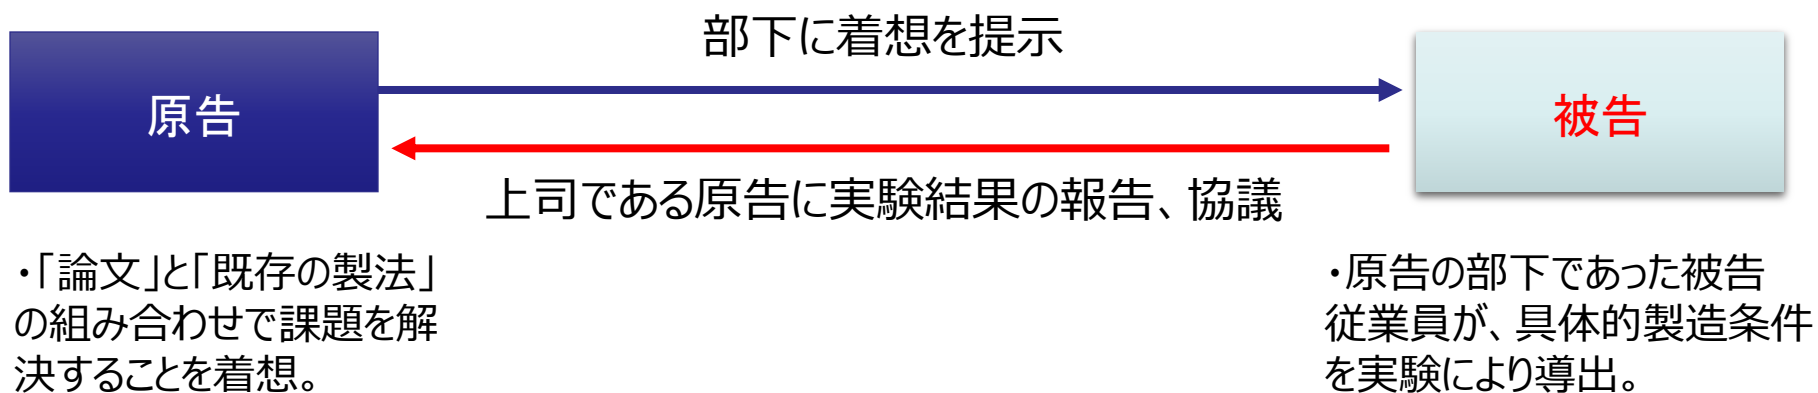 部下に着想を提示
原告
被告
上司である原告に実験結果の報告、協議
・「論文」と「既存の製法」
の組み合わせで課題を解
決することを着想。
・原告の部下であった被告
従業員が、具体的製造条件
を実験により導出。